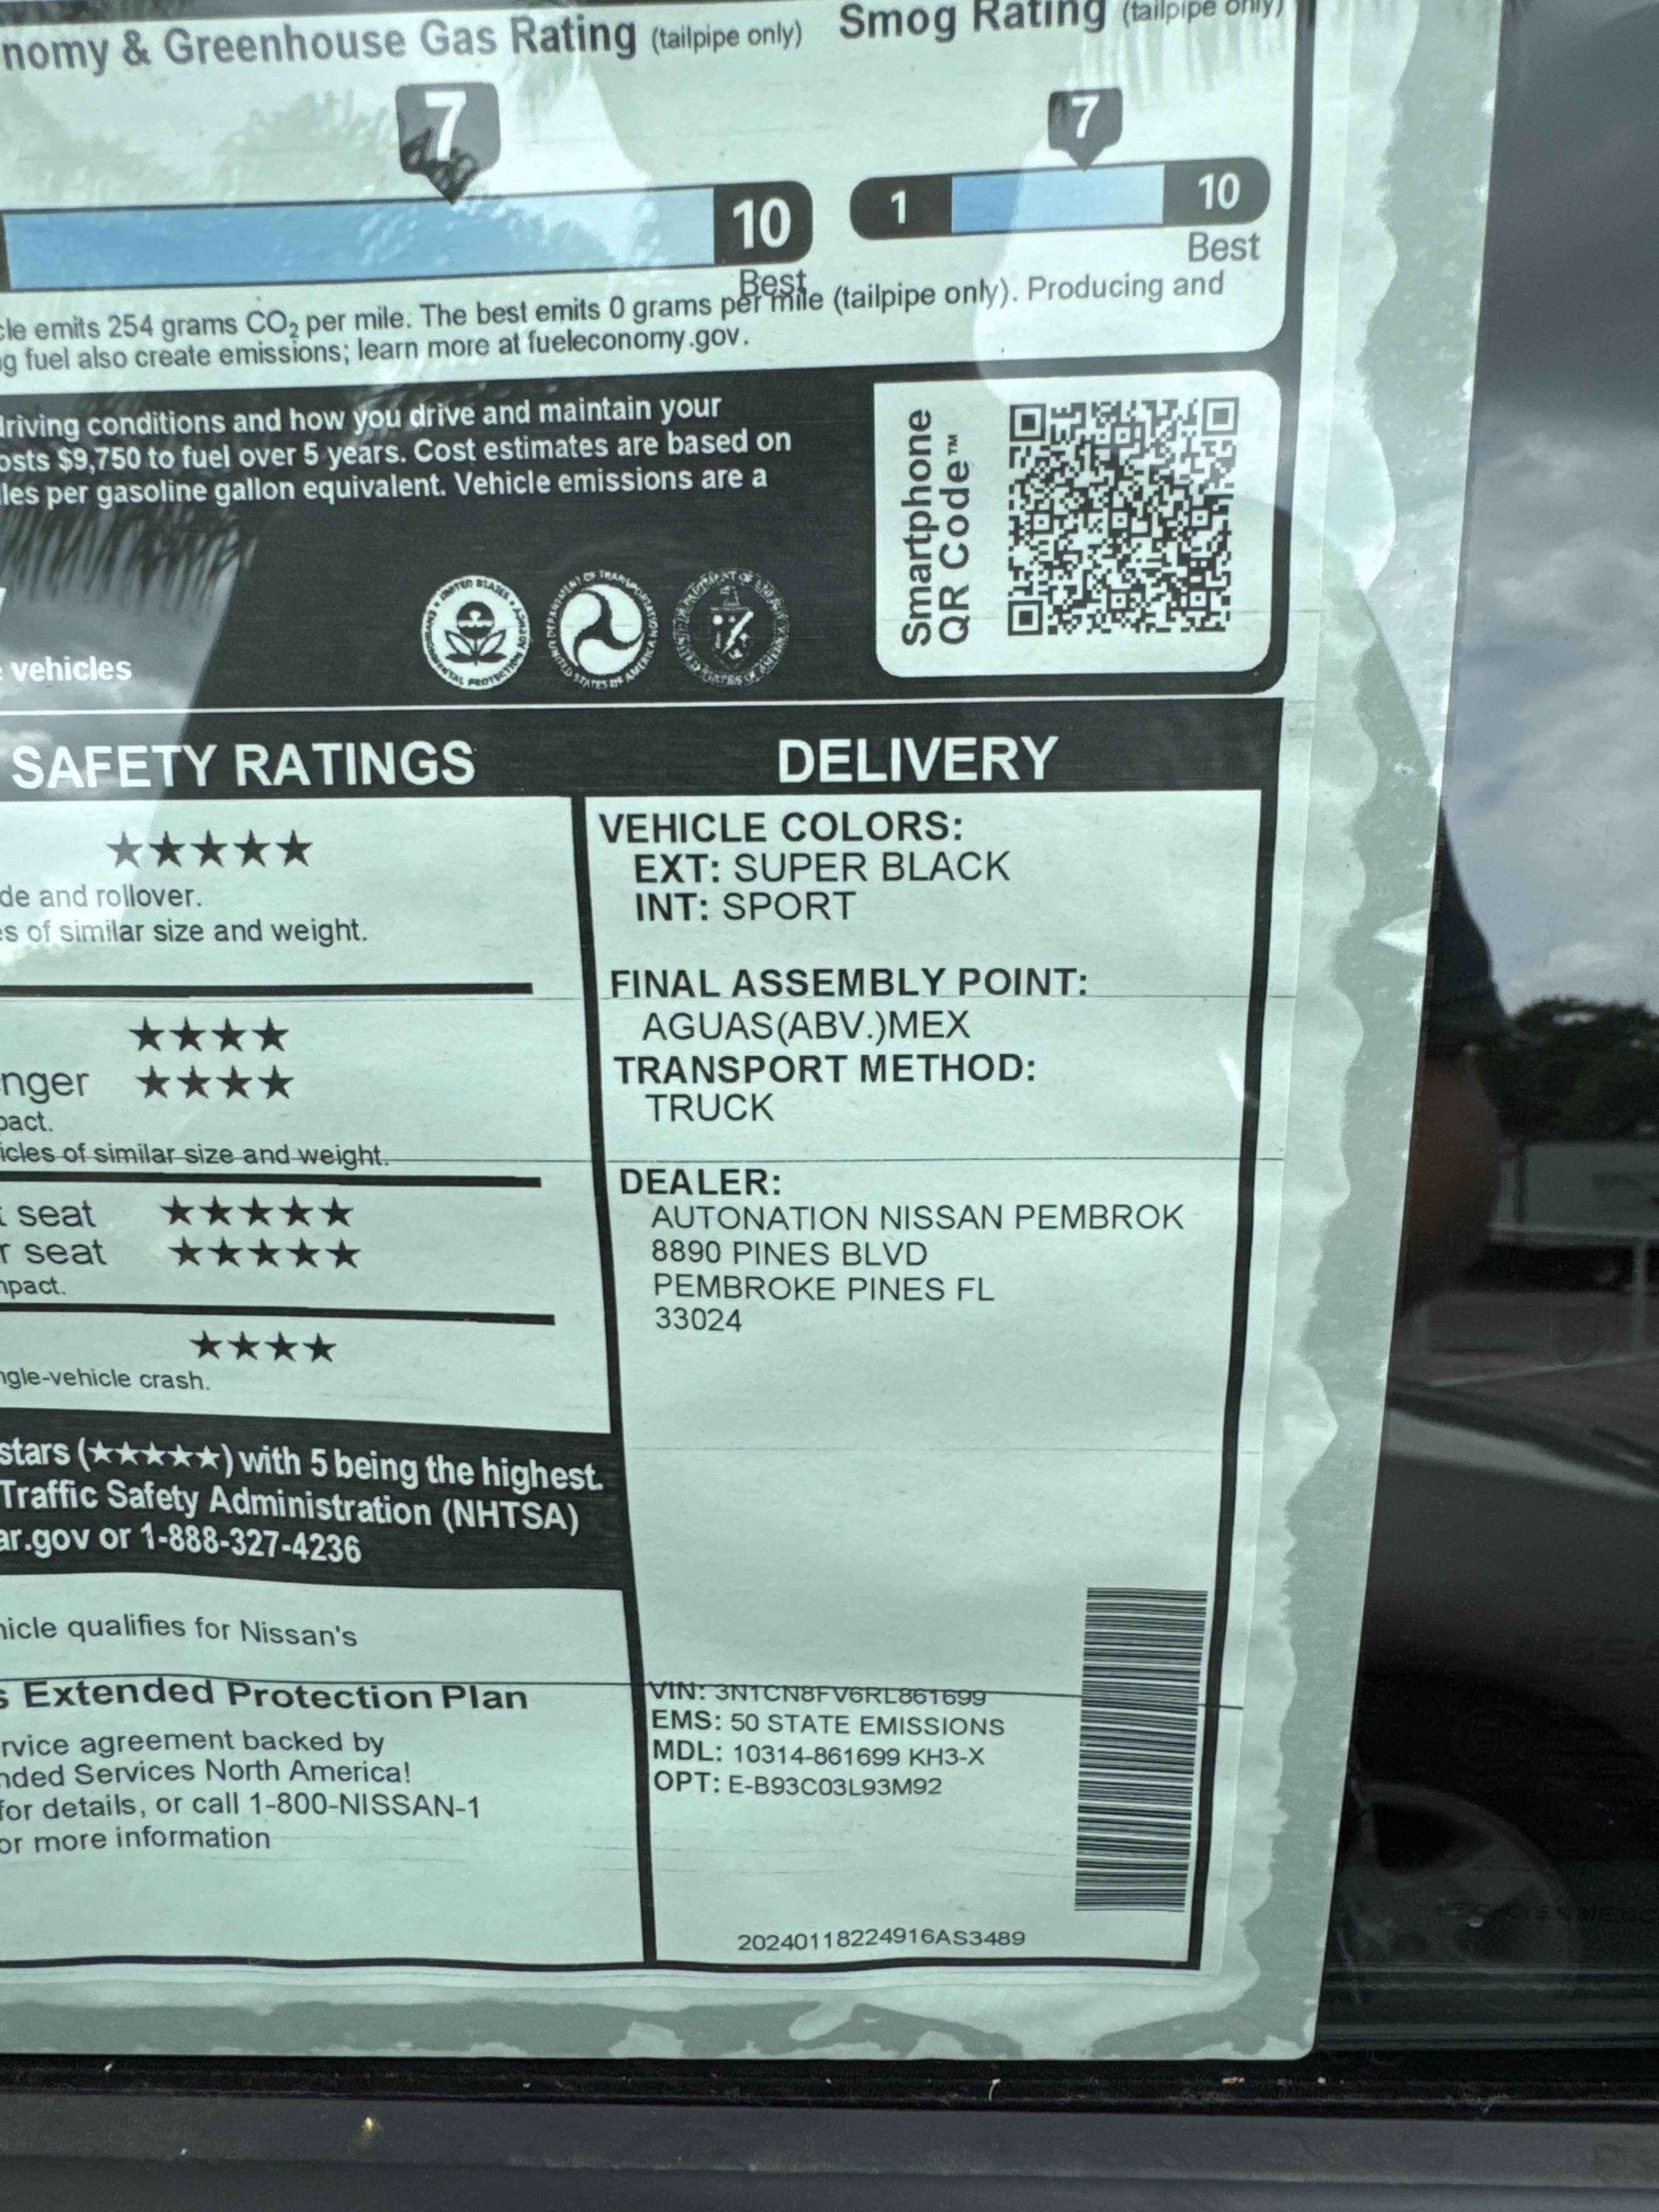 nomy & Greenhouse Gas Rating (tailpipe only) Smog Rating (tailpipe only)
7 7
10 1 10
Best Best
cle emits 254 grams CO₂ per mile. The best emits 0 grams per mile (tailpipe only). Producing and
g fuel also create emissions; learn more at fueleconomy.gov.
driving conditions and how you drive and maintain your
osts $9,750 to fuel over 5 years. Cost estimates are based on
les per gasoline gallon equivalent. Vehicle emissions are a
Smartphone
QR Code™
vehicles
SAFETY RATINGS
★★★★★
de and rollover.
es of similar size and weight.
★★★★
nger ★★★★
pact.
icles of similar size and weight.
t seat ★★★★★
r seat ★★★★★
mpact.
★★★★
ngle-vehicle crash.
stars (★★★★★) with 5 being the highest.
Traffic Safety Administration (NHTSA)
ar.gov or 1-888-327-4236
hicle qualifies for Nissan's
s Extended Protection Plan
rvice agreement backed by
nded Services North America!
for details, or call 1-800-NISSAN-1
or more information
DELIVERY
VEHICLE COLORS:
EXT: SUPER BLACK
INT: SPORT
FINAL ASSEMBLY POINT:
AGUAS(ABV.)MEX
TRANSPORT METHOD:
TRUCK
DEALER:
AUTONATION NISSAN PEMBROK
8890 PINES BLVD
PEMBROKE PINES FL
33024
VIN: 3N1CN8FV6RL861699
EMS: 50 STATE EMISSIONS
MDL: 10314-861699 KH3-X
OPT: E-B93C03L93M92
20240118224916AS3489